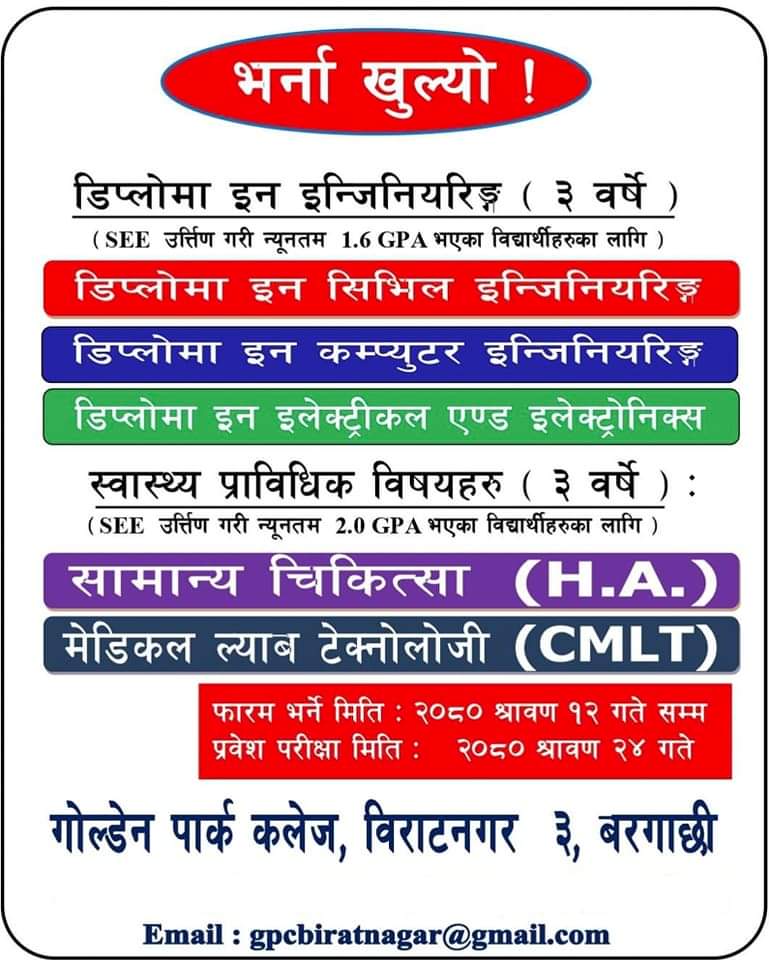 भर्ना खुल्यो !
डिप्लोमा इन इन्जिनियरिङ्ग ( ३ वर्षे )
( SEE उर्त्तिण गरी न्यूनतम 1.6 GPA भएका विद्यार्थीहरुका लागि )
डिप्लोमा इन सिभिल इन्जिनियरिङ्ग
डिप्लोमा इन कम्प्युटर इन्जिनियरिङ्ग
डिप्लोमा इन इलेक्ट्रीकल एण्ड इलेक्ट्रोनिक्स
स्वास्थ्य प्राविधिक विषयहरु ( ३ वर्षे ) :
( SEE उर्त्तिण गरी न्यूनतम 2.0 GPA भएका विद्यार्थीहरुका लागि )
सामान्य चिकित्सा (H.A.)
मेडिकल ल्याब टेक्नोलोजी (CMLT)
फारम भर्ने मिति : २०८० श्रावण १२ गते सम्म
प्रवेश परीक्षा मिति : २०८० श्रावण २४ गते
गोल्डेन पार्क कलेज, विराटनगर ३, बरगाछी
Email : gpcbiratnagar@gmail.com